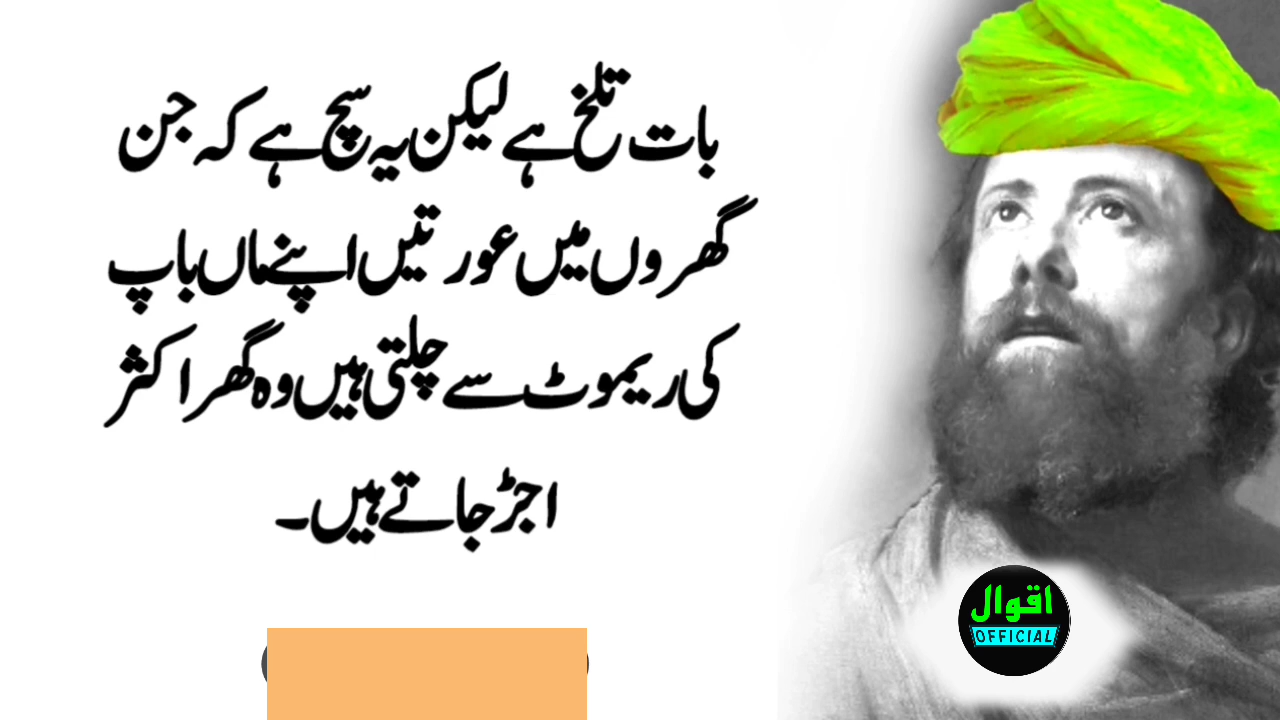 بات تلخ ہے لیکن یہ سچ ہے کہ جن
گھروں میں عورتیں اپنے ماں باپ
کی ریموٹ سے چلتی ہیں وہ گھر اکثر
اجڑ جاتے ہیں۔
اقوال
OFFICIAL